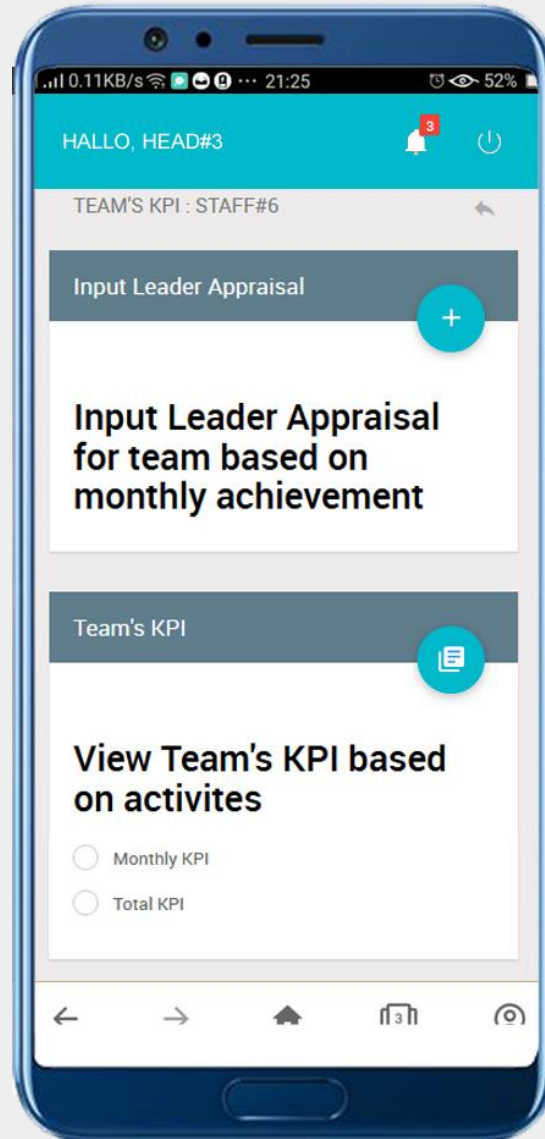 0.11KB/s 21:25 52%
HALLO, HEAD#3
3
TEAM'S KPI : STAFF#6
Input Leader Appraisal
+
Input Leader Appraisal
for team based on
monthly achievement
Team's KPI
View Team's KPI based
on activites
Monthly KPI
Total KPI
3